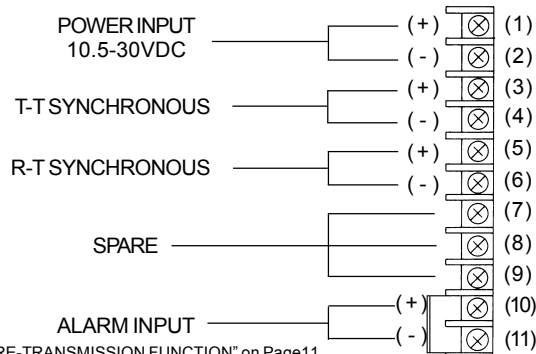 POWER INPUT (+) (1)
10.5-30VDC (-) (2)
T-T SYNCHRONOUS (+) (3)
(-) (4)
R-T SYNCHRONOUS (+) (5)
(-) (6)
(7)
SPARE (8)
(9)
(+) (10)
ALARM INPUT (-) (11)
RE-TRANSMISSION FUNCTION" on Page11